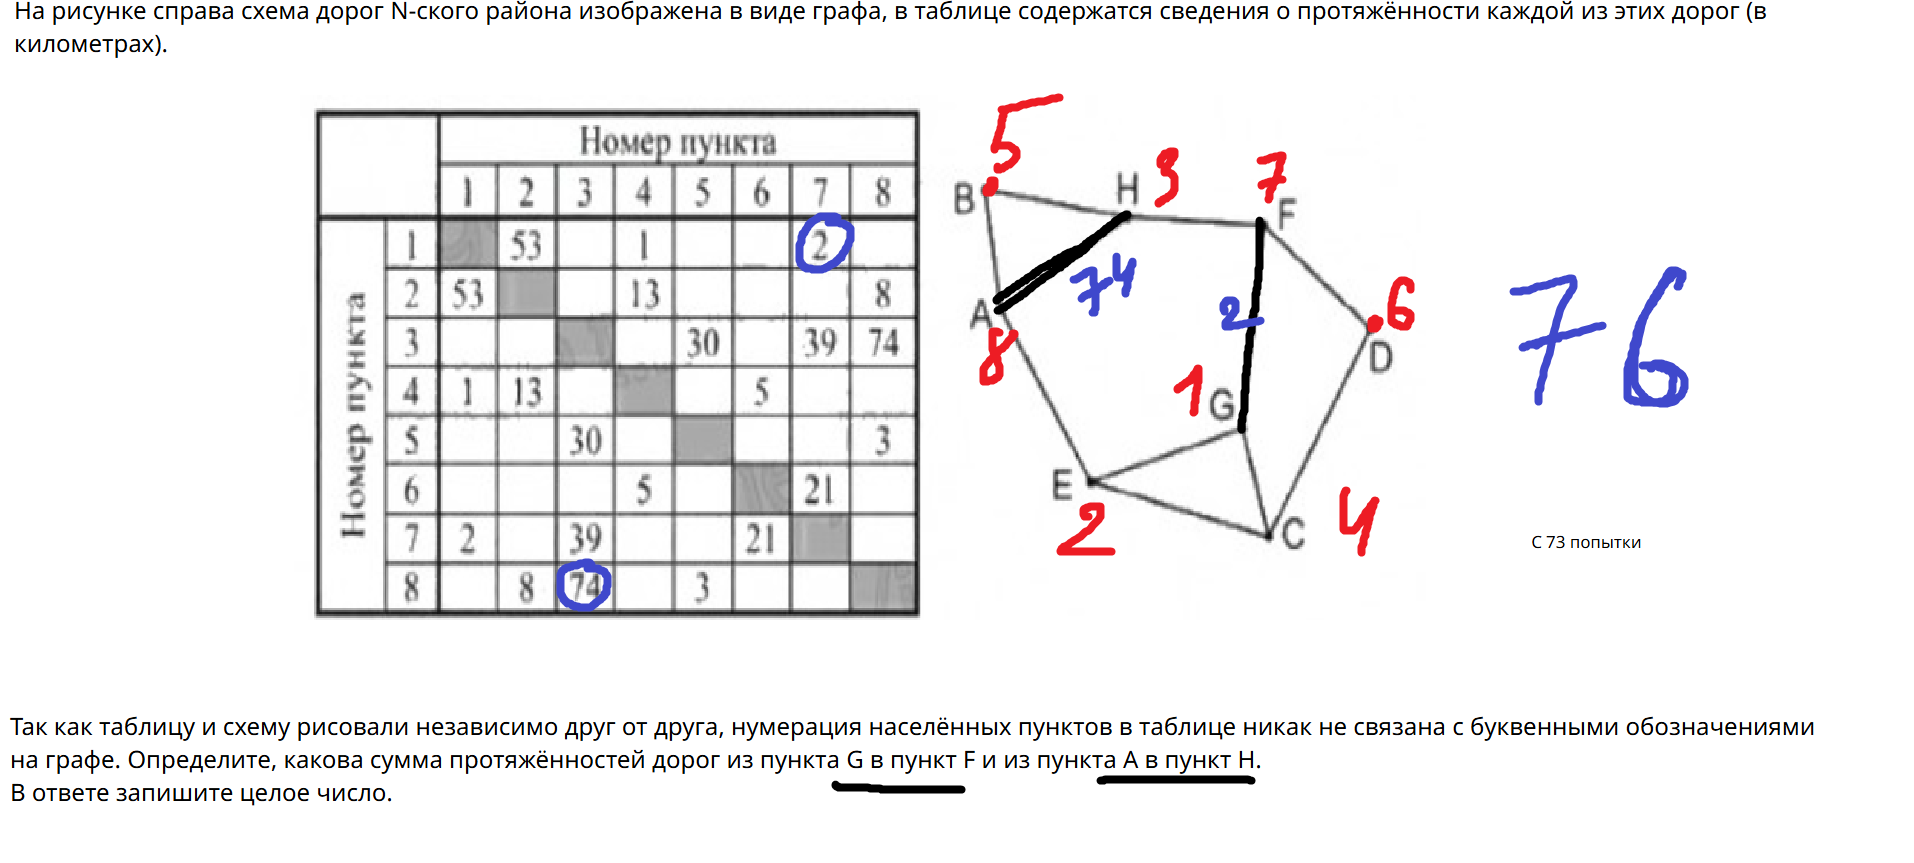 На рисунке справа схема дорог N-ского района изображена в виде графа, в таблице содержатся сведения о протяжённости каждой из этих дорог (в
километрах).
Номер пункта
1 2 3 4 5 6 7 8
Номер пункта
1 53 1 2
2 53 13 8
3 30 39 74
4 1 13 5
5 30 3
6 5 21
7 2 39 21
8 8 74 3
5
B H 3 7 F
A 74 2 6
8 D
1 G
E C 4
2
76
С 73 попытки
Так как таблицу и схему рисовали независимо друг от друга, нумерация населённых пунктов в таблице никак не связана с буквенными обозначениями
на графе. Определите, какова сумма протяжённостей дорог из пункта G в пункт F и из пункта A в пункт H.
В ответе запишите целое число.